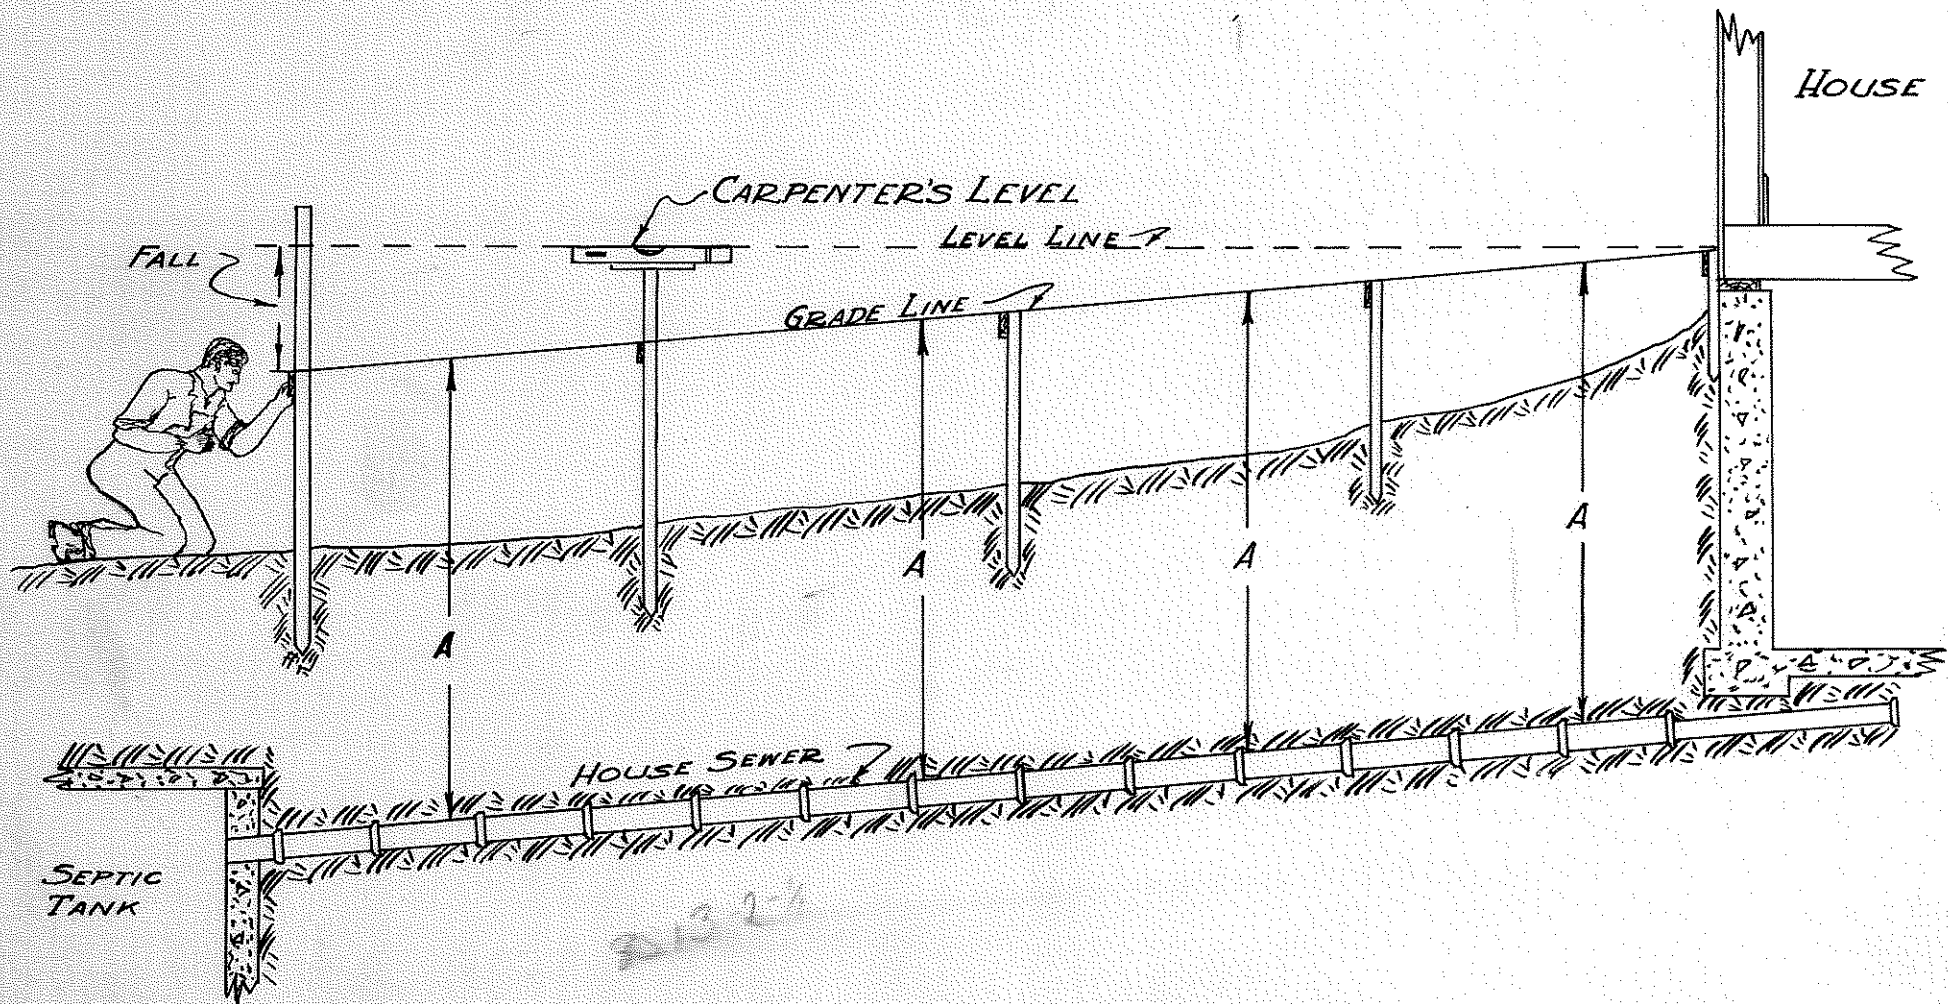 HOUSE
CARPENTER'S LEVEL
LEVEL LINE
FALL
GRADE LINE
A
A
A
A
HOUSE SEWER
SEPTIC
TANK